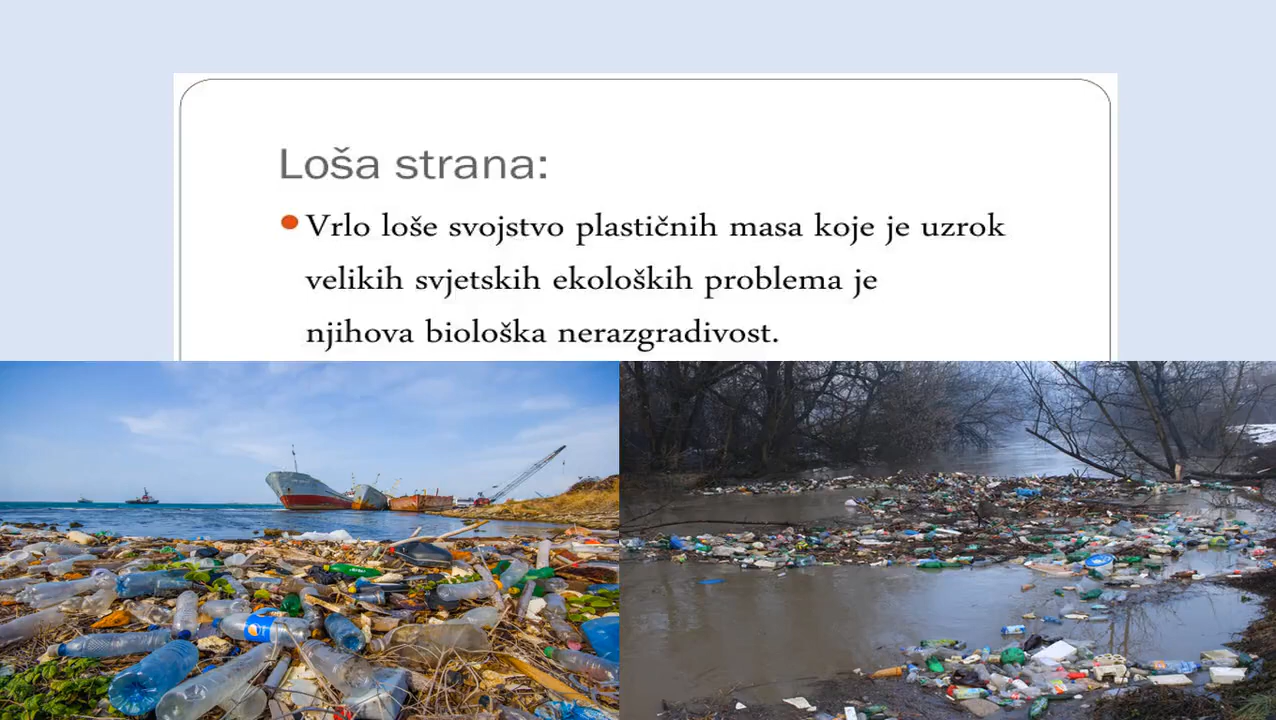 Loša strana:
Vrlo loše svojstvo plastičnih masa koje je uzrok
velikih svjetskih ekoloških problema je
njihova biološka nerazgradivost.